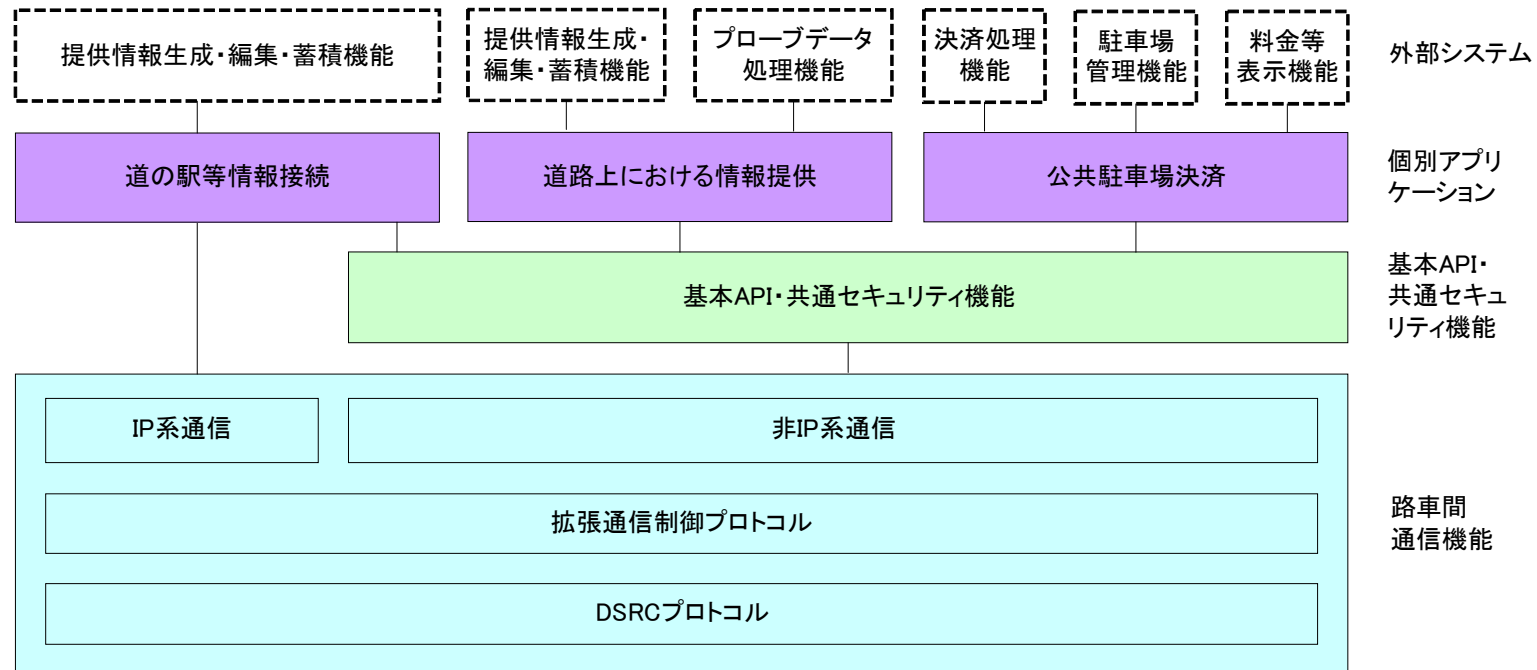 提供情報生成・編集・蓄積機能
提供情報生成・
編集・蓄積機能
プローブデータ
処理機能
決済処理
機能
駐車場
管理機能
料金等
表示機能
外部システム
道の駅等情報接続
道路上における情報提供
公共駐車場決済
個別アプリ
ケーション
基本API・共通セキュリティ機能
基本API・
共通セキュ
リティ機能
IP系通信
非IP系通信
拡張通信制御プロトコル
DSRCプロトコル
路車間
通信機能